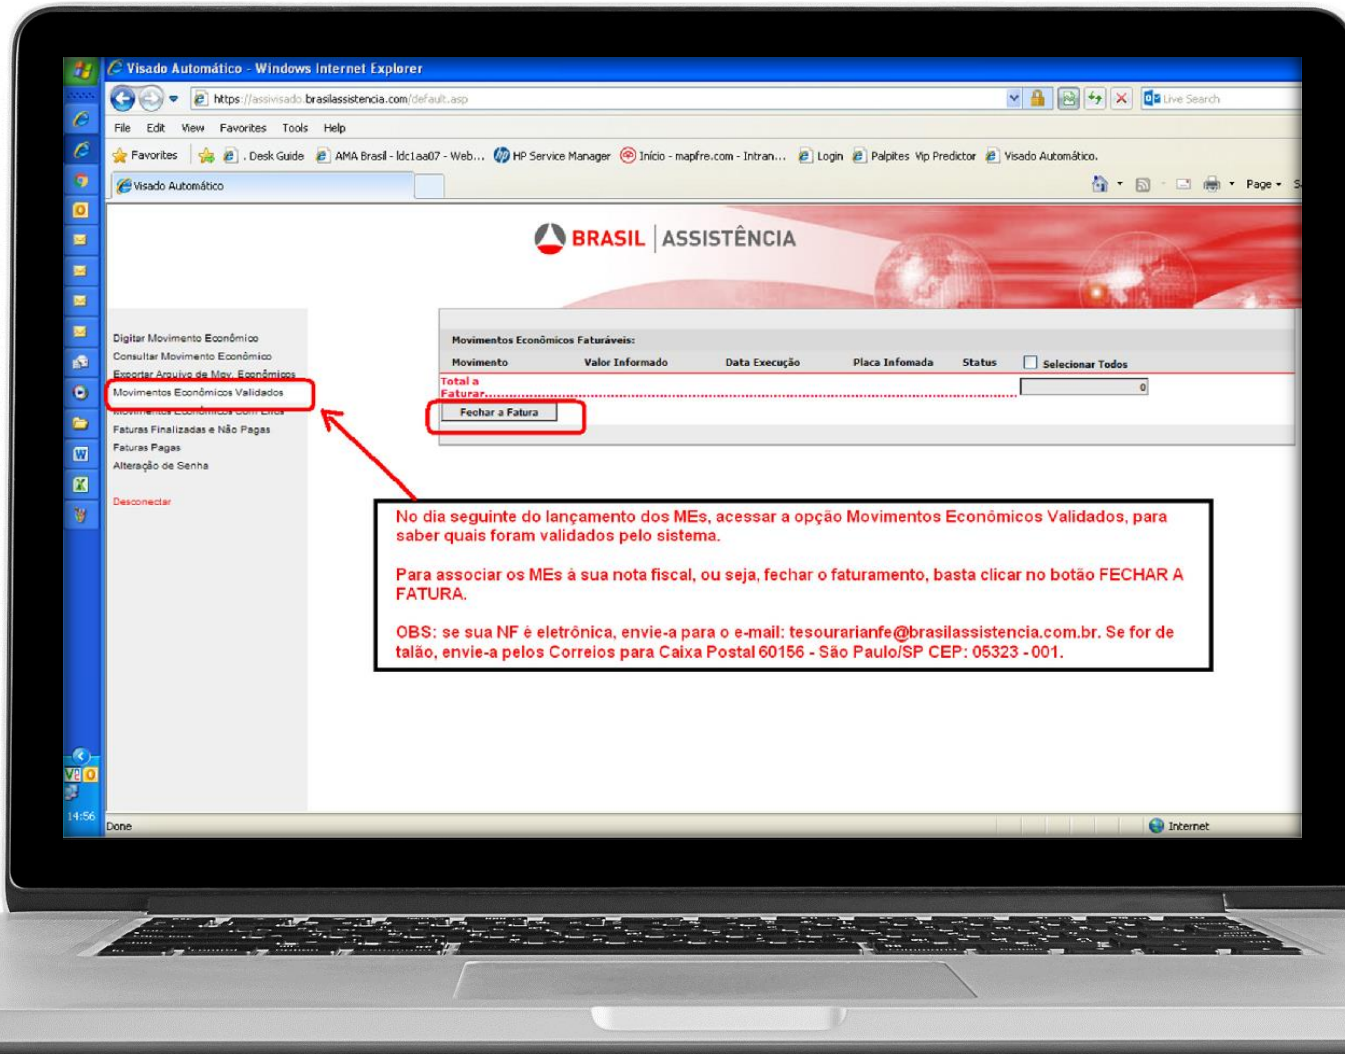 Visado Automático - Windows Internet Explorer
https://assivisado.brasilassistencia.com/default.asp
Live Search
File Edit View Favorites Tools Help
Favorites . Desk Guide AMA Brasil - ldc1aa07 - Web... HP Service Manager Início - mapfre.com - Intran... Login Palpites Vip Predictor Visado Automático.
Visado Automático
Page
BRASIL ASSISTÊNCIA
Digitar Movimento Econômico
Consultar Movimento Econômico
Exportar Arquivo de Mov. Econômicos
Movimentos Econômicos Validados
Movimentos Econômicos com Erros
Faturas Finalizadas e Não Pagas
Faturas Pagas
Alteração de Senha
Desconectar
Movimentos Econômicos Faturáveis:
Movimento Valor Informado Data Execução Placa Infomada Status Selecionar Todos
Total a
Faturar 0
Fechar a Fatura
No dia seguinte do lançamento dos MEs, acessar a opção Movimentos Econômicos Validados, para
saber quais foram validados pelo sistema.
Para associar os MEs à sua nota fiscal, ou seja, fechar o faturamento, basta clicar no botão FECHAR A
FATURA.
OBS: se sua NF é eletrônica, envie-a para o e-mail: tesourarianfe@brasilassistencia.com.br. Se for de
talão, envie-a pelos Correios para Caixa Postal 60156 - São Paulo/SP CEP: 05323 -001.
14:56
Done
Internet